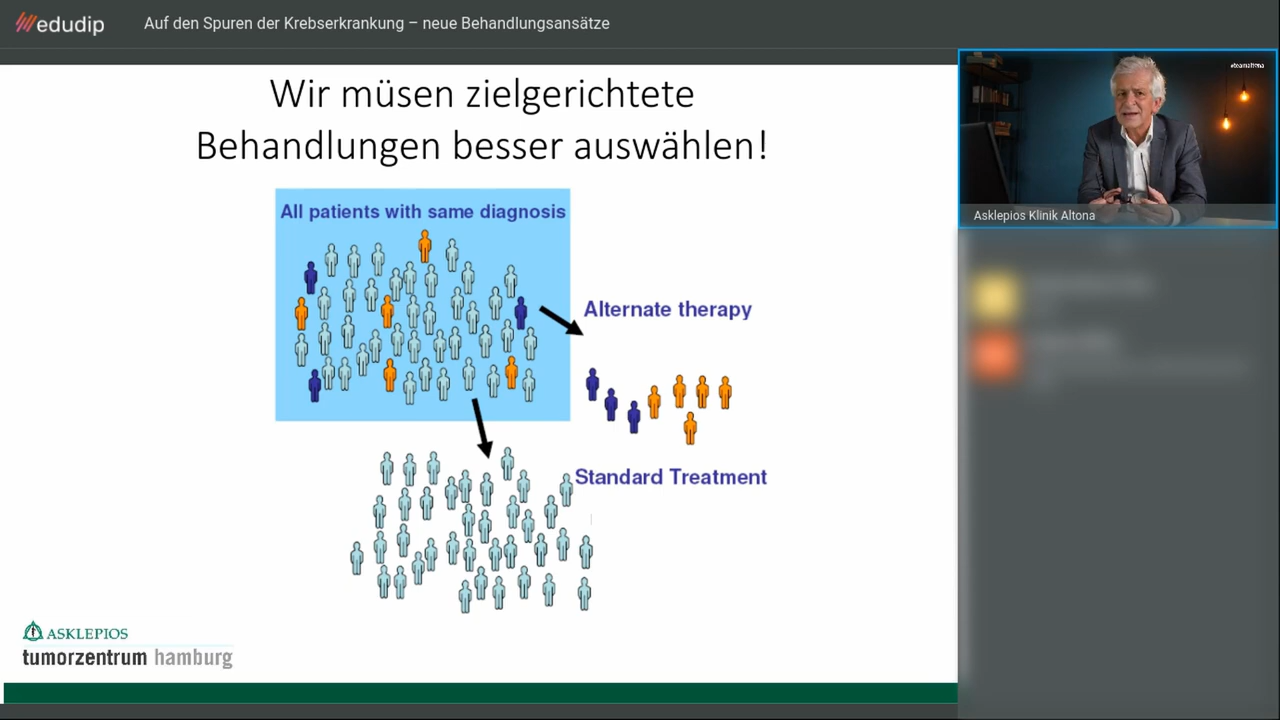 edudip
Auf den Spuren der Krebserkrankung – neue Behandlungsansätze
Wir müsen zielgerichtete
Behandlungen besser auswählen!
All patients with same diagnosis
Alternate therapy
Standard Treatment
ASKLEPIOS
tumorzentrum hamburg
#teamaltona
Asklepios Klinik Altona